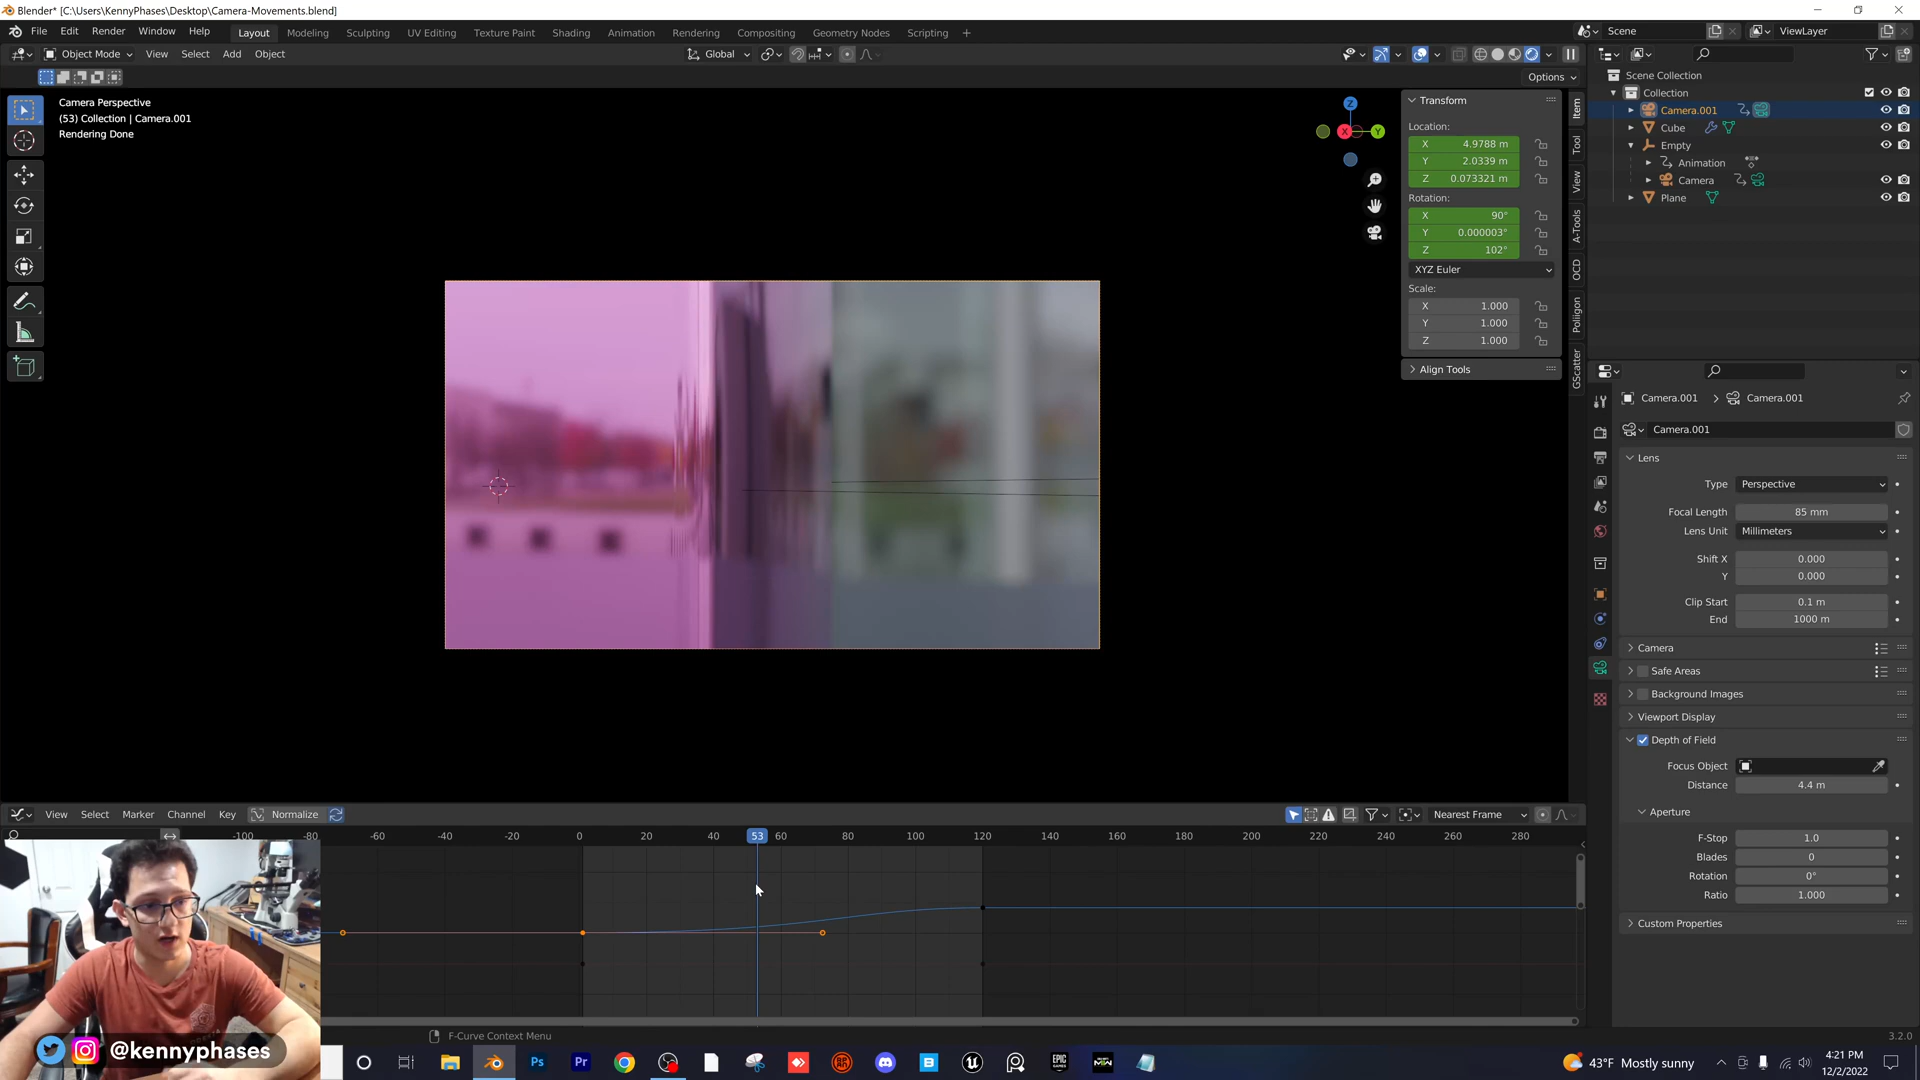 Blender* [C:\Users\KennyPhases\Desktop\Camera-Movements.blend]
File Edit Render Window Help Layout Modeling Sculpting UV Editing Texture Paint Shading Animation Rendering Compositing Geometry Nodes Scripting + Scene ViewLayer
Object Mode View Select Add Object Global
Options
Camera Perspective
(53) Collection | Camera.001
Rendering Done
Z
X Y
Transform
Location:
X 4.9788 m
Y 2.0339 m
Z 0.073321 m
Rotation:
X 90°
Y 0.000003°
Z 102°
XYZ Euler
Scale:
X 1.000
Y 1.000
Z 1.000
Align Tools
Item
Tool
View
A-Tools
OCD
Poliigon
GScatter
Scene Collection
Collection
Camera.001
Cube
Empty
Animation
Camera
Plane
Camera.001 > Camera.001
Camera.001
Lens
Type Perspective
Focal Length 85 mm
Lens Unit Millimeters
Shift X 0.000
Y 0.000
Clip Start 0.1 m
End 1000 m
Camera
Safe Areas
Background Images
Viewport Display
Depth of Field
Focus Object
Distance 4.4 m
Aperture
F-Stop 1.0
Blades 0
Rotation 0°
Ratio 1.000
Custom Properties
View Select Marker Channel Key Normalize Nearest Frame
-100 -80 -60 -40 -20 0 20 40 53 60 80 100 120 140 160 180 200 220 240 260 280
F-Curve Context Menu
3.2.0
@kennyphases
Ps Pr B
EPIC GAMES
43°F Mostly sunny
4:21 PM
12/2/2022